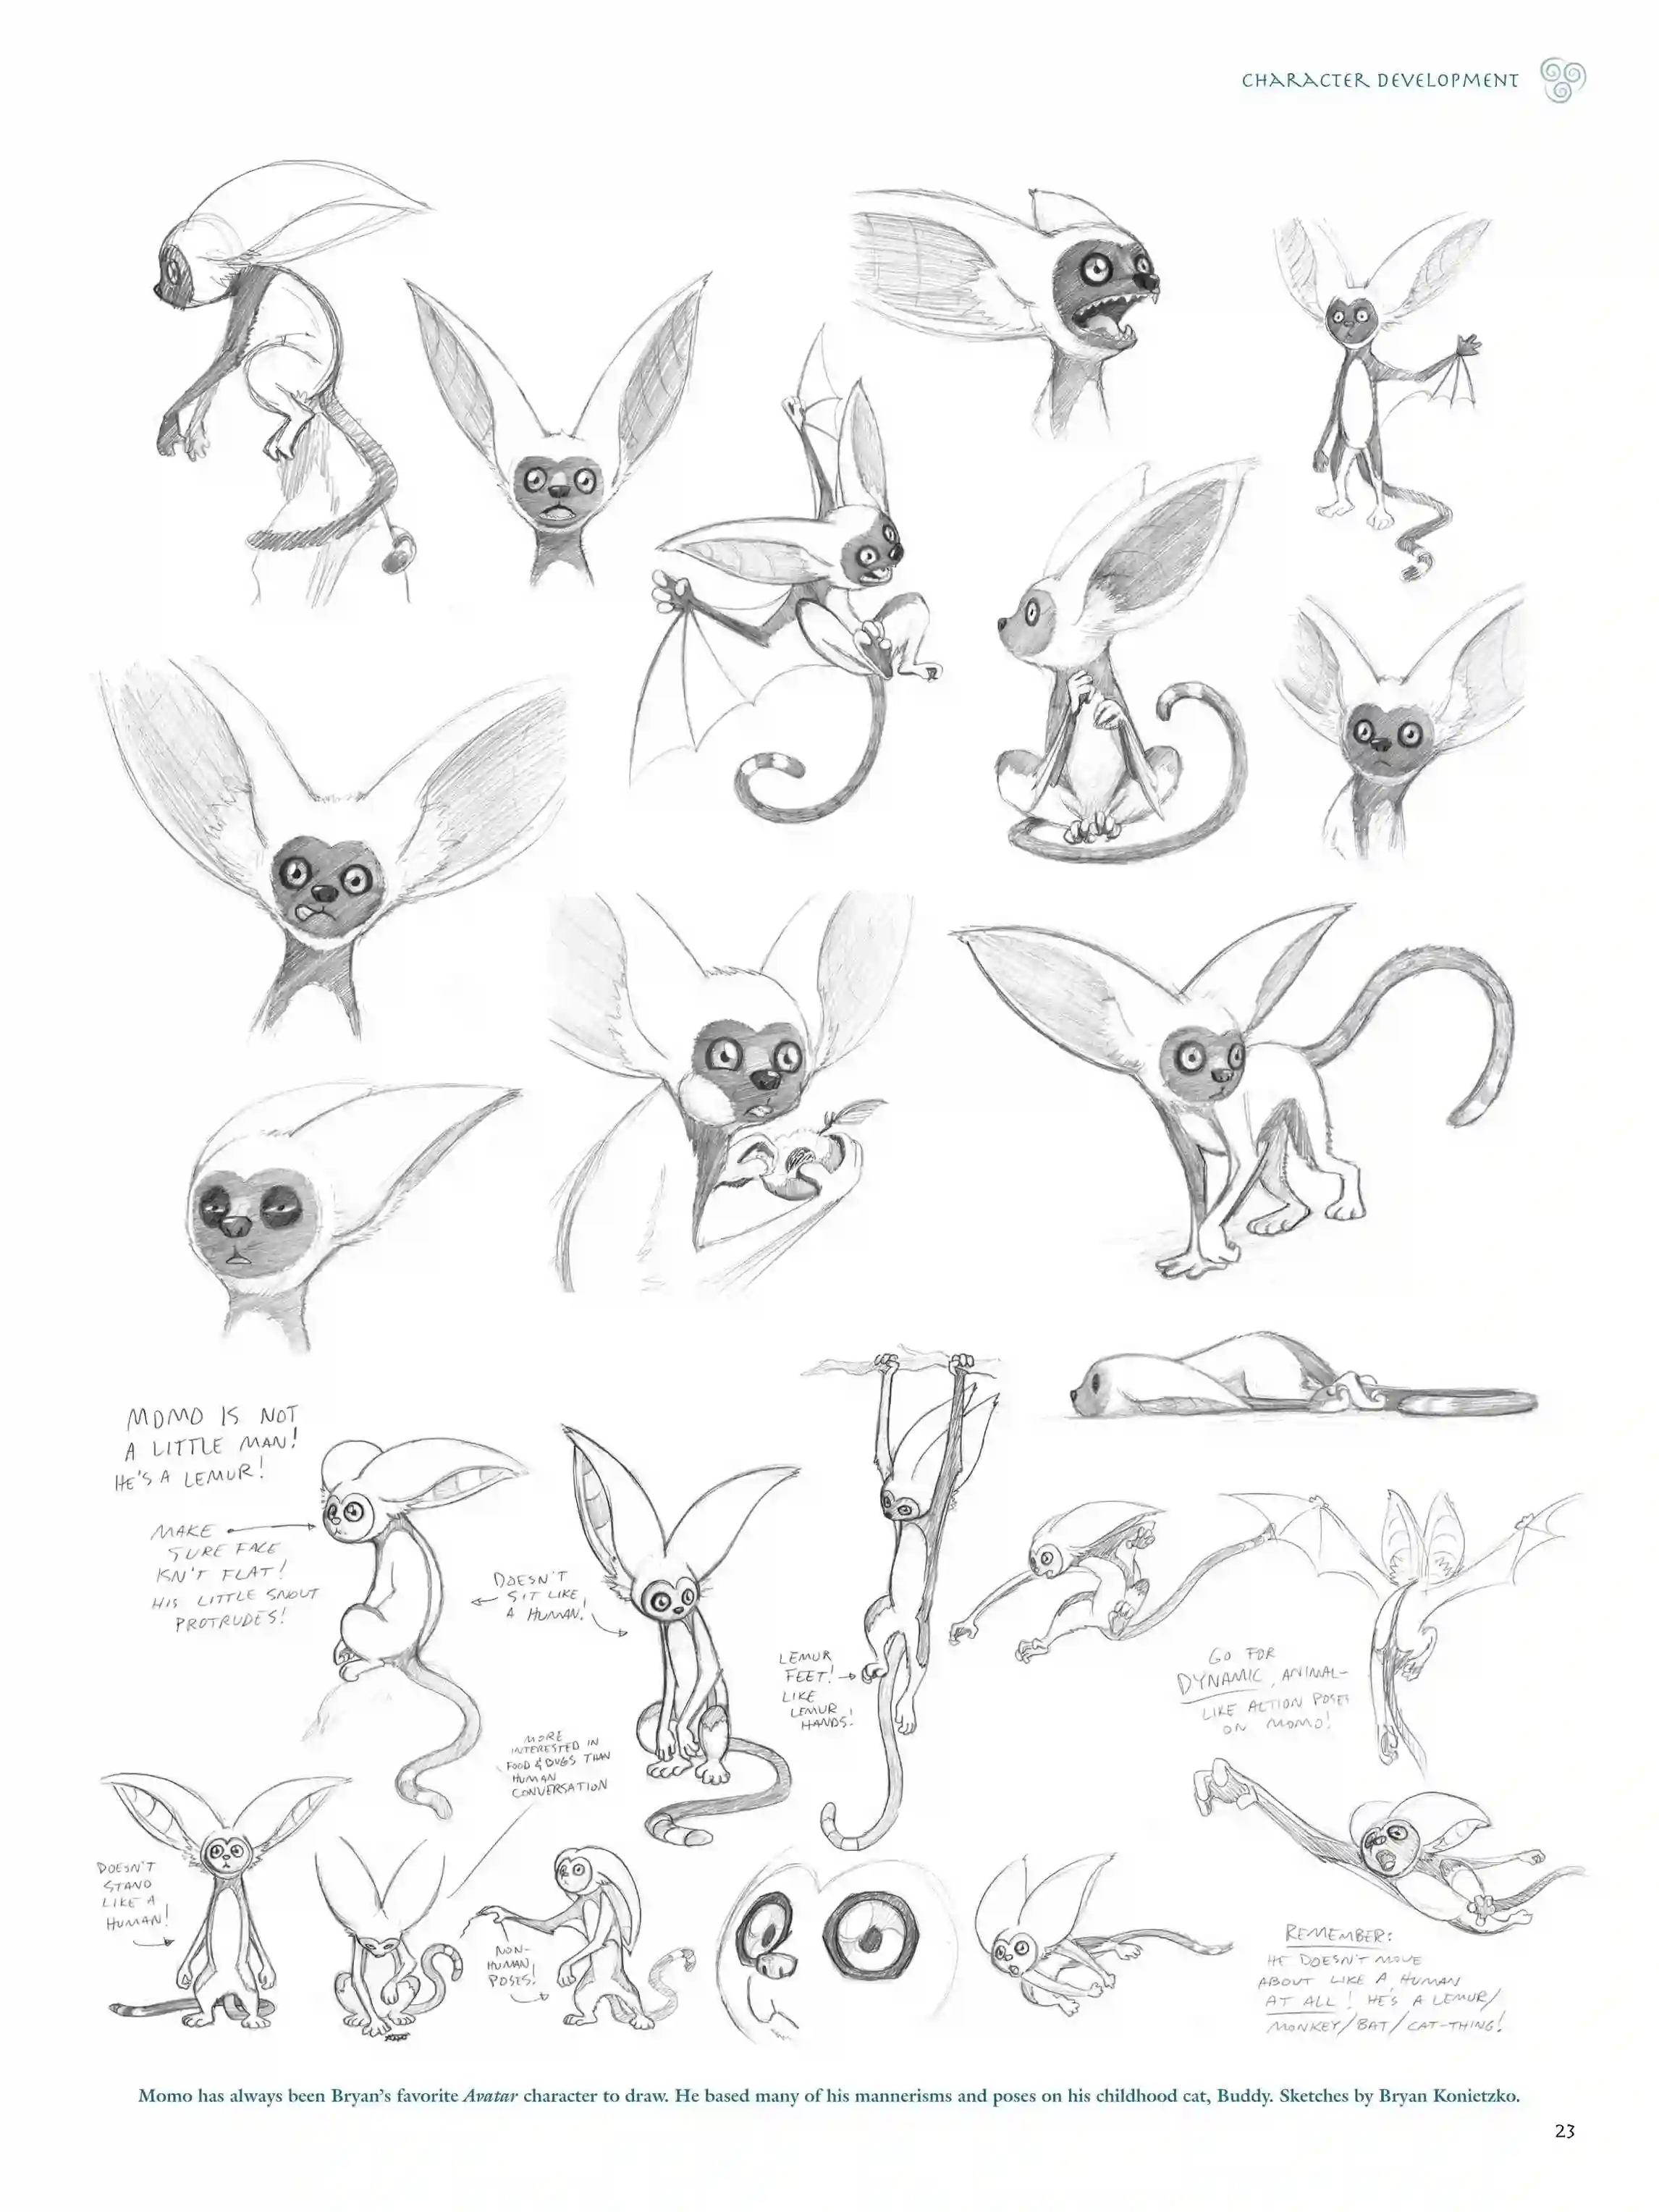 CHARACTER DEVELOPMENT
MOMO IS NOT
A LITTLE MAN!
HE'S A LEMUR!
MAKE
SURE FACE
ISN'T FLAT!
HIS LITTLE SNOUT
PROTRUDES!
DOESN'T
SIT LIKE
A HUMAN!
LEMUR
FEET!
LIKE
LEMUR
HANDS!
GO FOR
DYNAMIC, ANIMAL-
LIKE ACTION POSES
ON MOMO!
MORE
INTERESTED IN
FOOD & BUGS THAN
HUMAN
CONVERSATION
DOESN'T
STAND
LIKE A
HUMAN!
NON-
HUMAN
POSES!
REMEMBER:
HE DOESN'T MOVE
ABOUT LIKE A HUMAN
AT ALL! HE'S A LEMUR/
MONKEY/BAT/CAT-THING!
Momo has always been Bryan's favorite Avatar character to draw. He based many of his mannerisms and poses on his childhood cat, Buddy. Sketches by Bryan Konietzko.
23